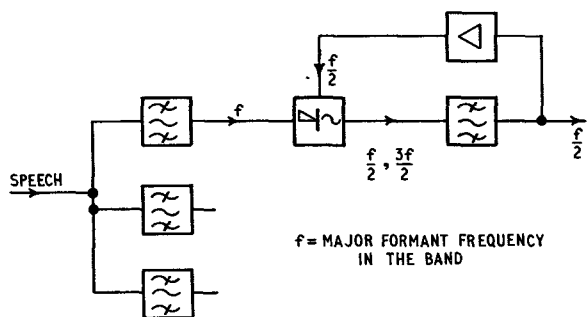 f/2
f
SPEECH
f/2, 3f/2
f/2
f = MAJOR FORMANT FREQUENCY
IN THE BAND